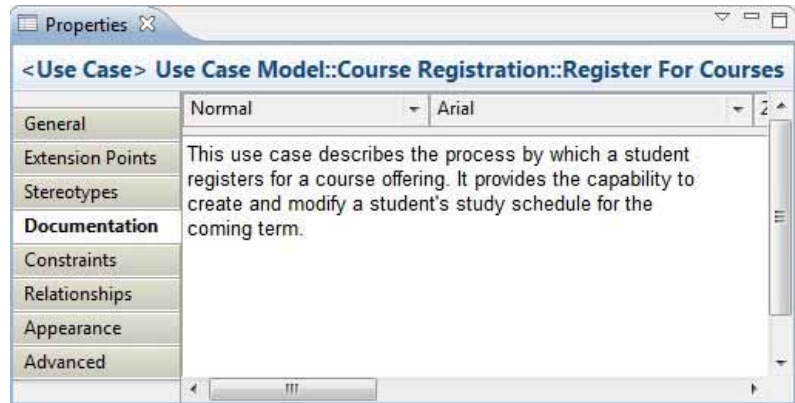 Properties
<Use Case> Use Case Model::Course Registration::Register For Courses
Normal
Arial
2
General
Extension Points
Stereotypes
Documentation
Constraints
Relationships
Appearance
Advanced
This use case describes the process by which a student
registers for a course offering. It provides the capability to
create and modify a student's study schedule for the
coming term.